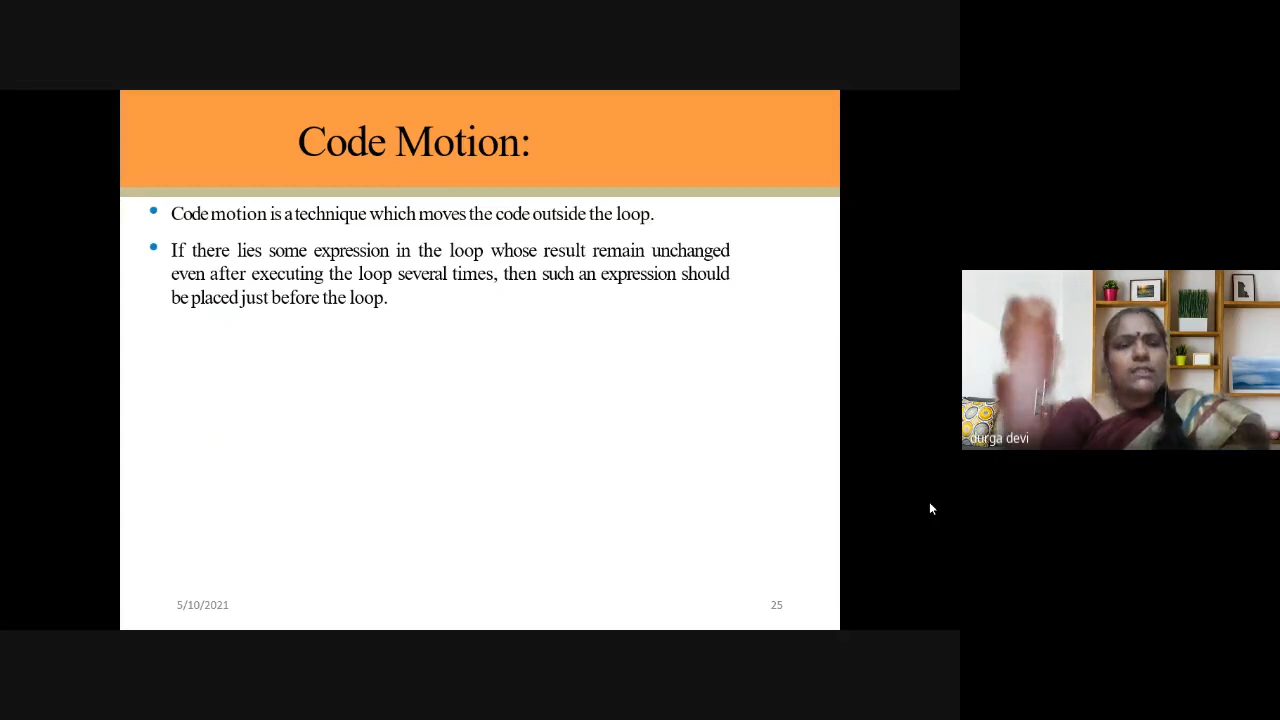 Code Motion:
Code motion is a technique which moves the code outside the loop.
If there lies some expression in the loop whose result remain unchanged
even after executing the loop several times, then such an expression should
be placed just before the loop.
5/10/2021
25
durga devi